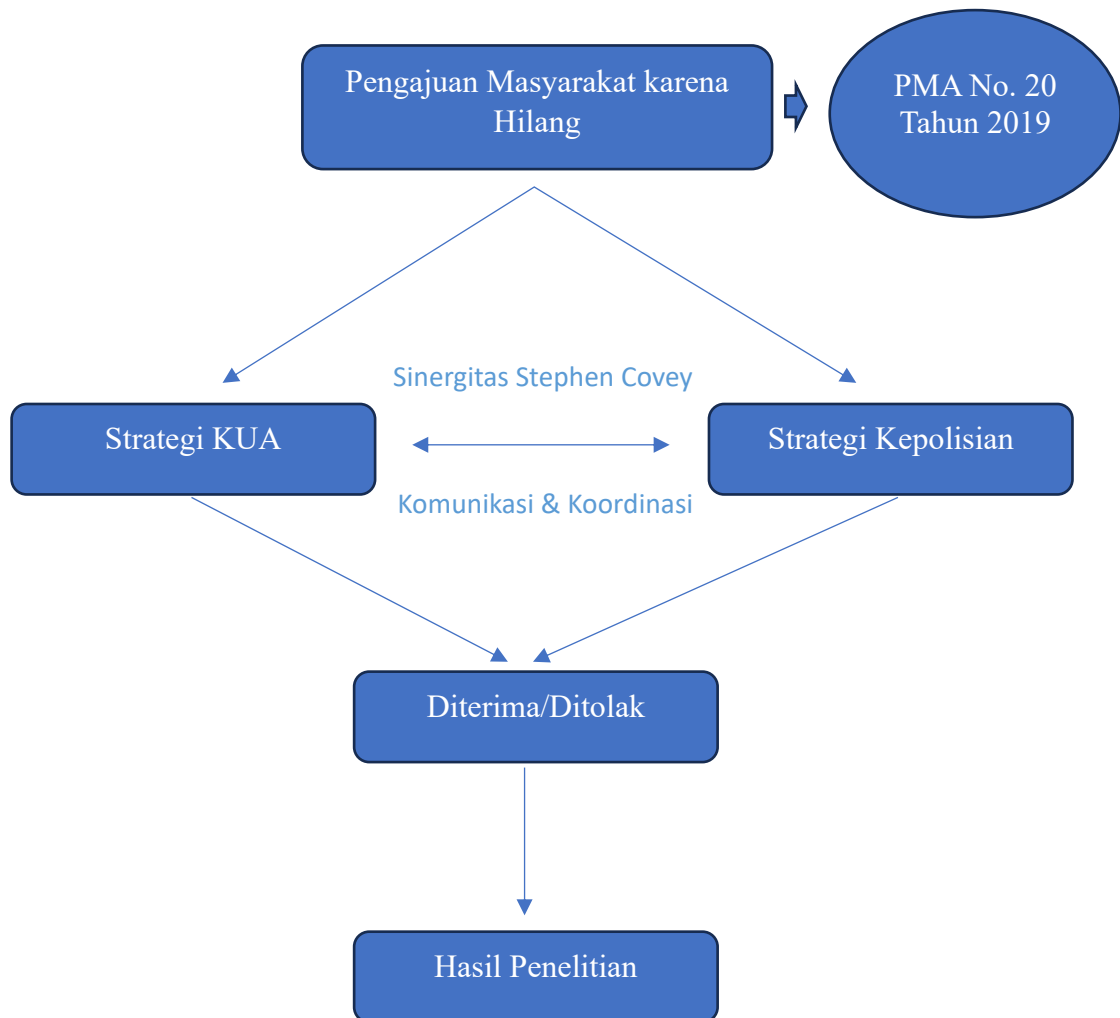 Pengajuan Masyarakat karena
Hilang
PMA No. 20
Tahun 2019
Sinergitas Stephen Covey
Strategi KUA
Strategi Kepolisian
Komunikasi & Koordinasi
Diterima/Ditolak
Hasil Penelitian